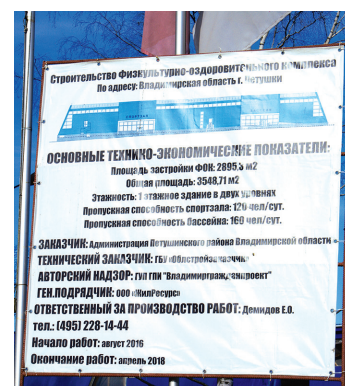 Строительство Физкультурно-оздоровительного комплекса
По адресу: Владимирская область г. Петушки
ОСНОВНЫЕ ТЕХНИКО-ЭКОНОМИЧЕСКИЕ ПОКАЗАТЕЛИ:
Площадь застройки ФОК: 2895,8 м2
Общая площадь: 3548,71 м2
Этажность: 1 этажное здание в двух уровнях
Пропускная способность спортзала: 120 чел/сут.
Пропускная способность бассейна: 160 чел/сут.
ЗАКАЗЧИК: Администрация Петушинского района Владимирской области
ТЕХНИЧЕСКИЙ ЗАКАЗЧИК: ГБУ «Облстройзаказчик»
АВТОРСКИЙ НАДЗОР: ГУП ГПИ "Владимиргражданпроект"
ГЕН.ПОДРЯДЧИК: ООО «ЖилРесурс»
ОТВЕТСТВЕННЫЙ ЗА ПРОИЗВОДСТВО РАБОТ: Демидов Е.О.
тел.: (495) 228-14-44
Начало работ: август 2016
Окончание работ: апрель 2018